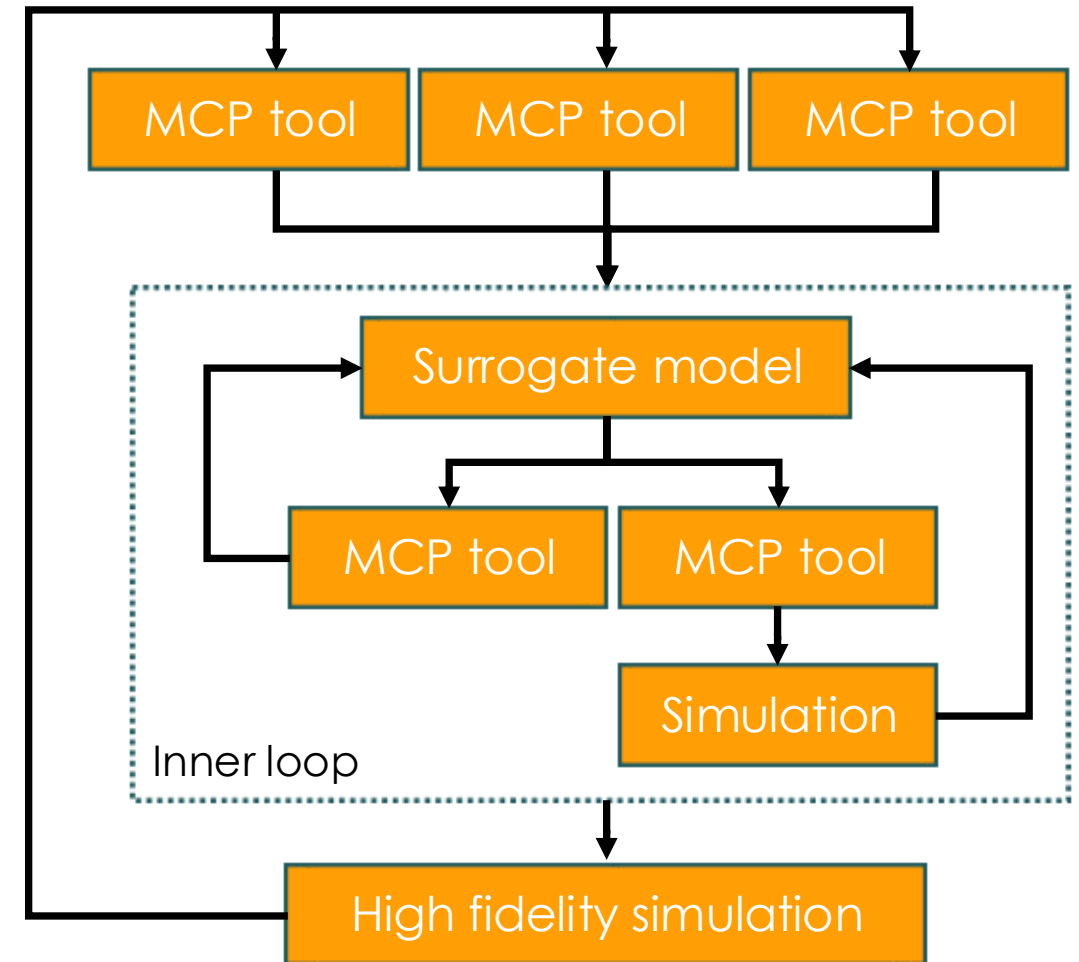 MCP tool
MCP tool
MCP tool
Surrogate model
MCP tool
MCP tool
Simulation
Inner loop
High fidelity simulation